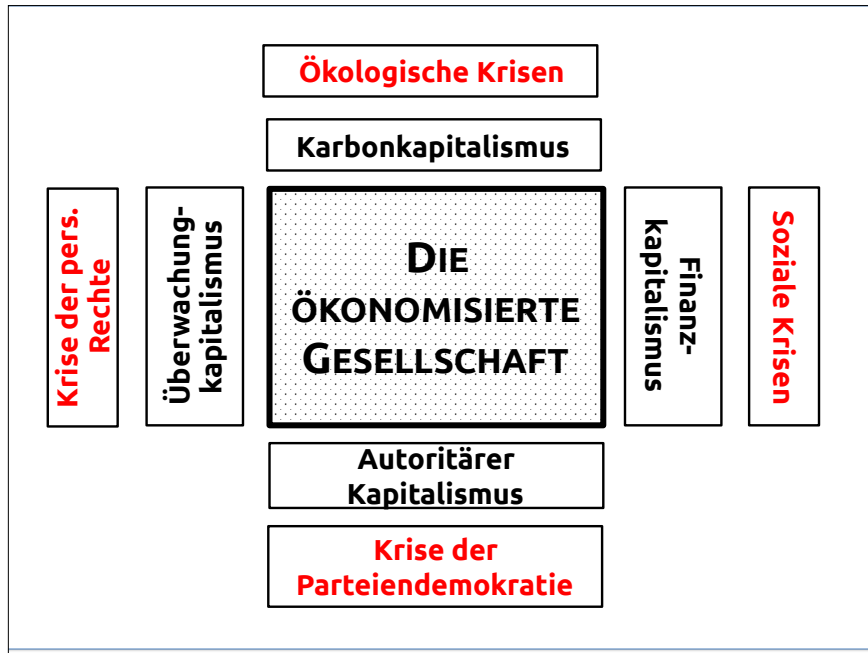 Ökologische Krisen
Karbonkapitalismus
Krise der pers.
Rechte
Überwachung-
kapitalismus
DIE
ÖKONOMISIERTE
GESELLSCHAFT
Finanz-
kapitalismus
Soziale Krisen
Autoritärer
Kapitalismus
Krise der
Parteiendemokratie